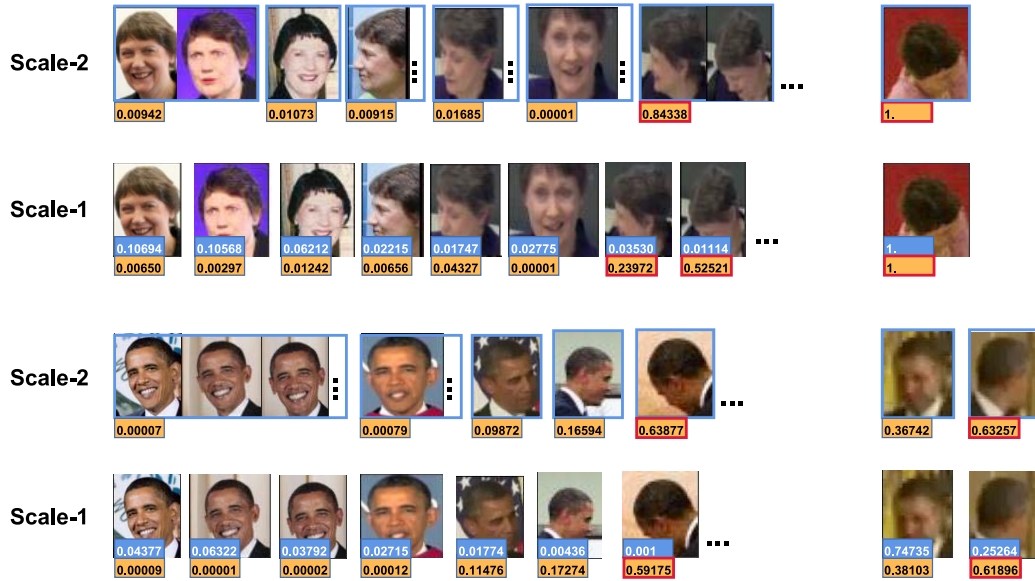 Scale-2
0.00942 0.01073 0.00915 0.01685 0.00001 0.84338 ... 1.
Scale-1
0.10694 0.10568 0.06212 0.02215 0.01747 0.02775 0.03530 0.01114 ... 1.
0.00650 0.00297 0.01242 0.00656 0.04327 0.00001 0.23972 0.52521 1.
Scale-2
0.00007 0.00079 0.09872 0.16594 0.63877 ... 0.36742 0.63257
Scale-1
0.04377 0.06322 0.03792 0.02715 0.01774 0.00436 0.001 ... 0.74735 0.25264
0.00009 0.00001 0.00002 0.00012 0.11476 0.17274 0.59175 0.38103 0.61896